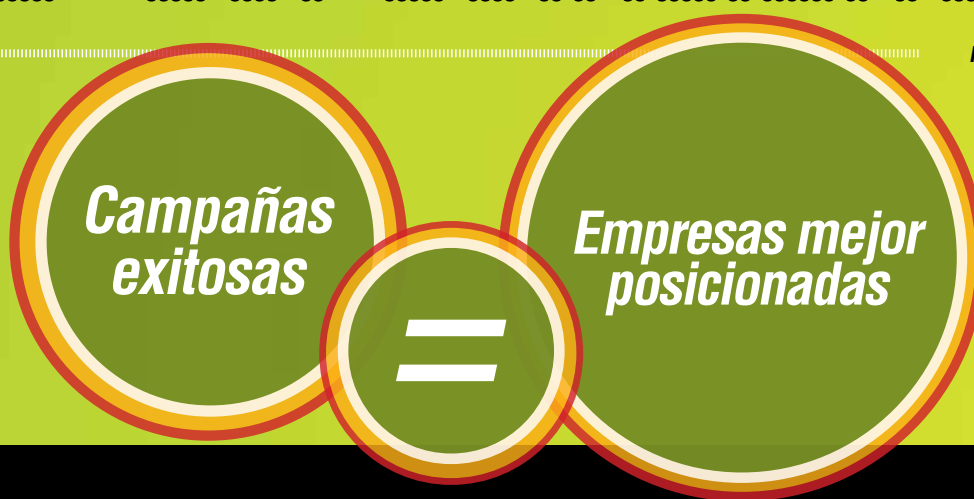 Campañas
exitosas
=
Empresas mejor
posicionadas